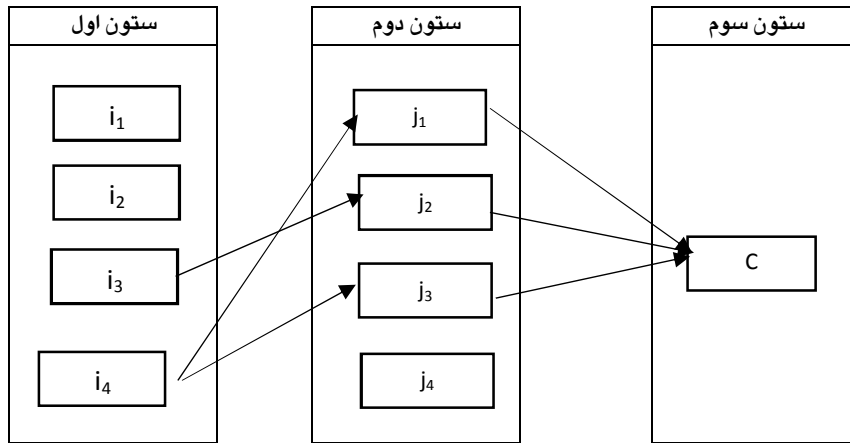 ستون اول
ستون دوم
ستون سوم
i₁
i₂
i₃
i₄
j₁
j₂
j₃
j₄
C